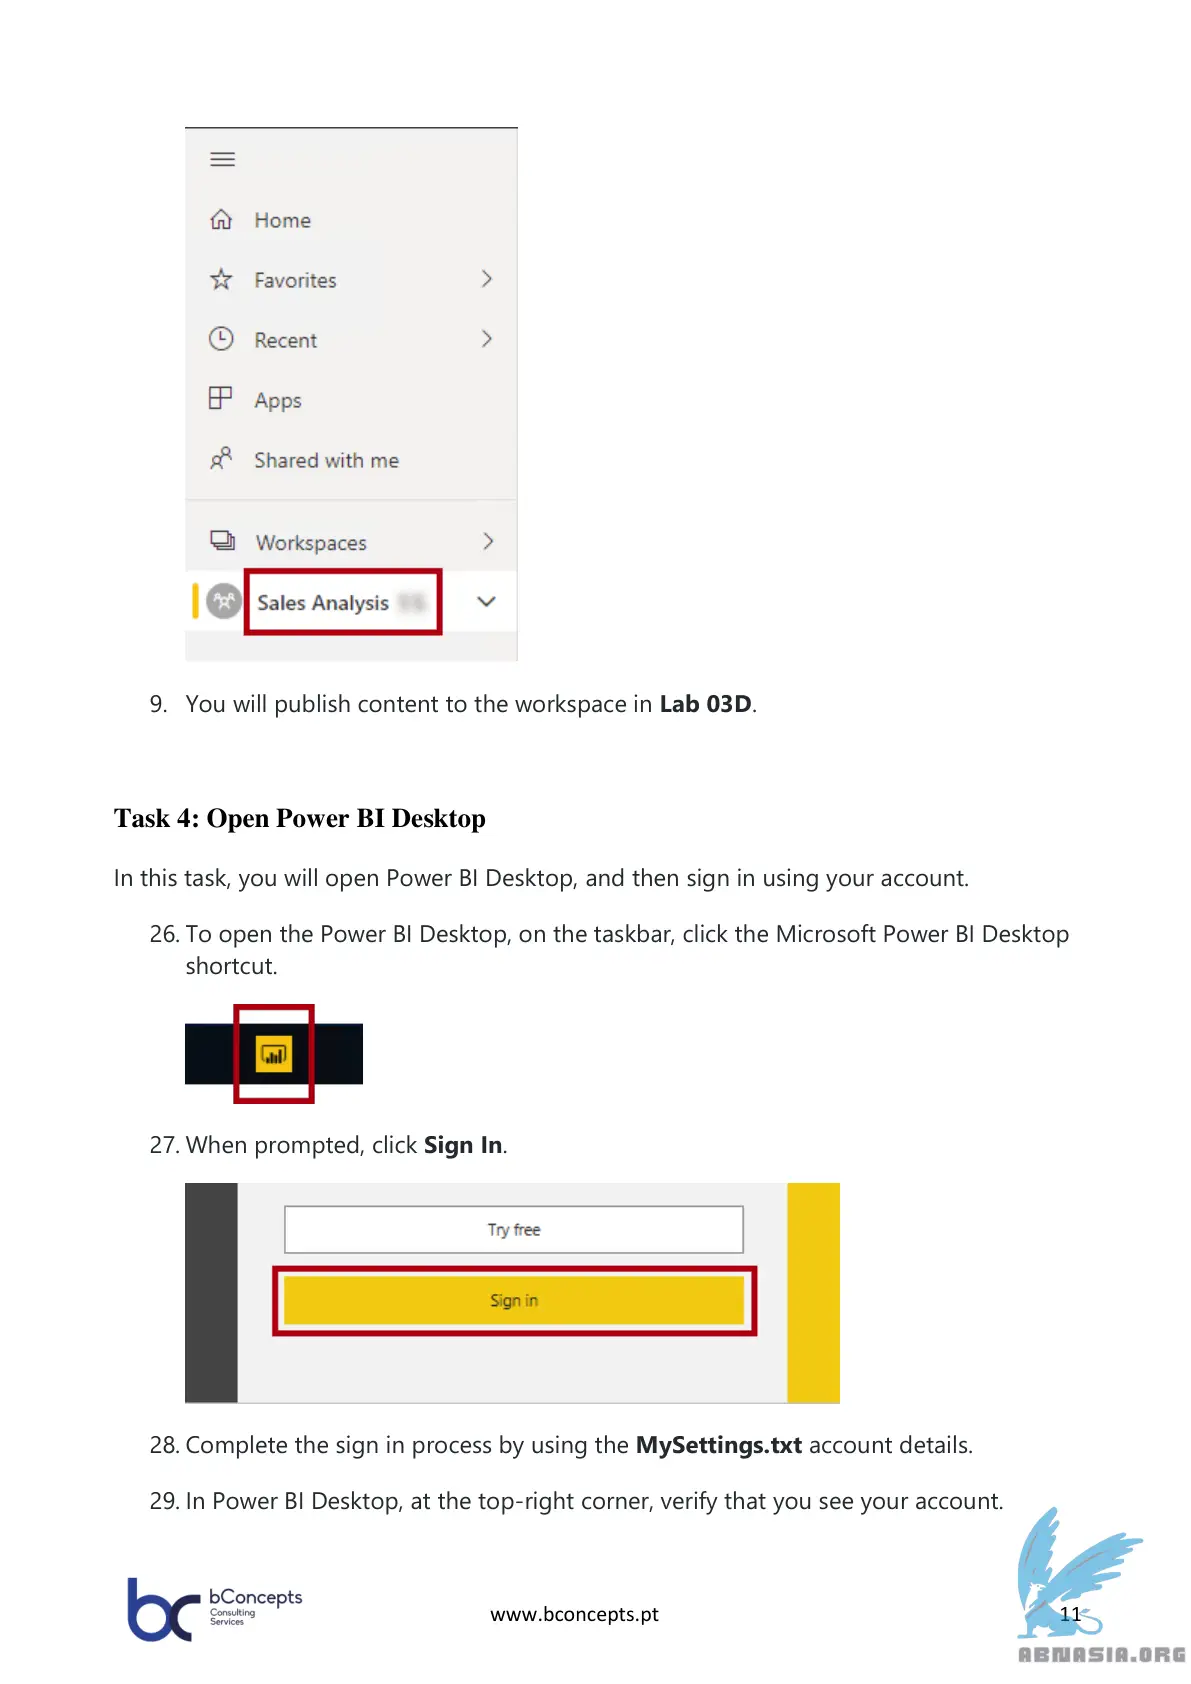 Home
Favorites
Recent
Apps
Shared with me
Workspaces
Sales Analysis
9. You will publish content to the workspace in Lab 03D.
Task 4: Open Power BI Desktop
In this task, you will open Power BI Desktop, and then sign in using your account.
26. To open the Power BI Desktop, on the taskbar, click the Microsoft Power BI Desktop
shortcut.
27. When prompted, click Sign In.
Try free
Sign in
28. Complete the sign in process by using the MySettings.txt account details.
29. In Power BI Desktop, at the top-right corner, verify that you see your account.
bc bConcepts
Consulting
Services
www.bconcepts.pt
11
ABNASIA.ORG